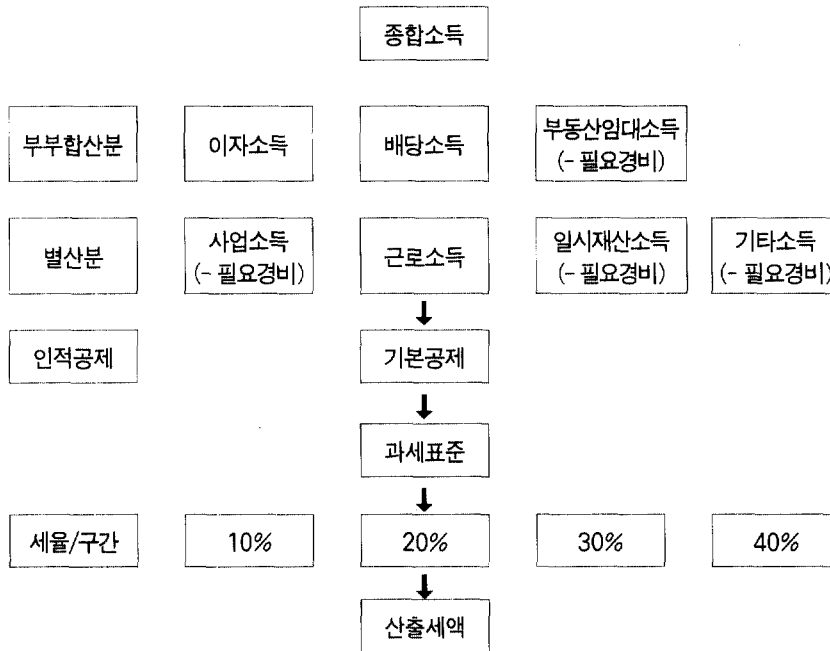 종합소득
부부합산분
이자소득
배당소득
부동산임대소득
(- 필요경비)
별산분
사업소득
(- 필요경비)
근로소득
일시재산소득
(- 필요경비)
기타소득
(- 필요경비)
인적공제
기본공제
과세표준
세율/구간
10%
20%
30%
40%
산출세액